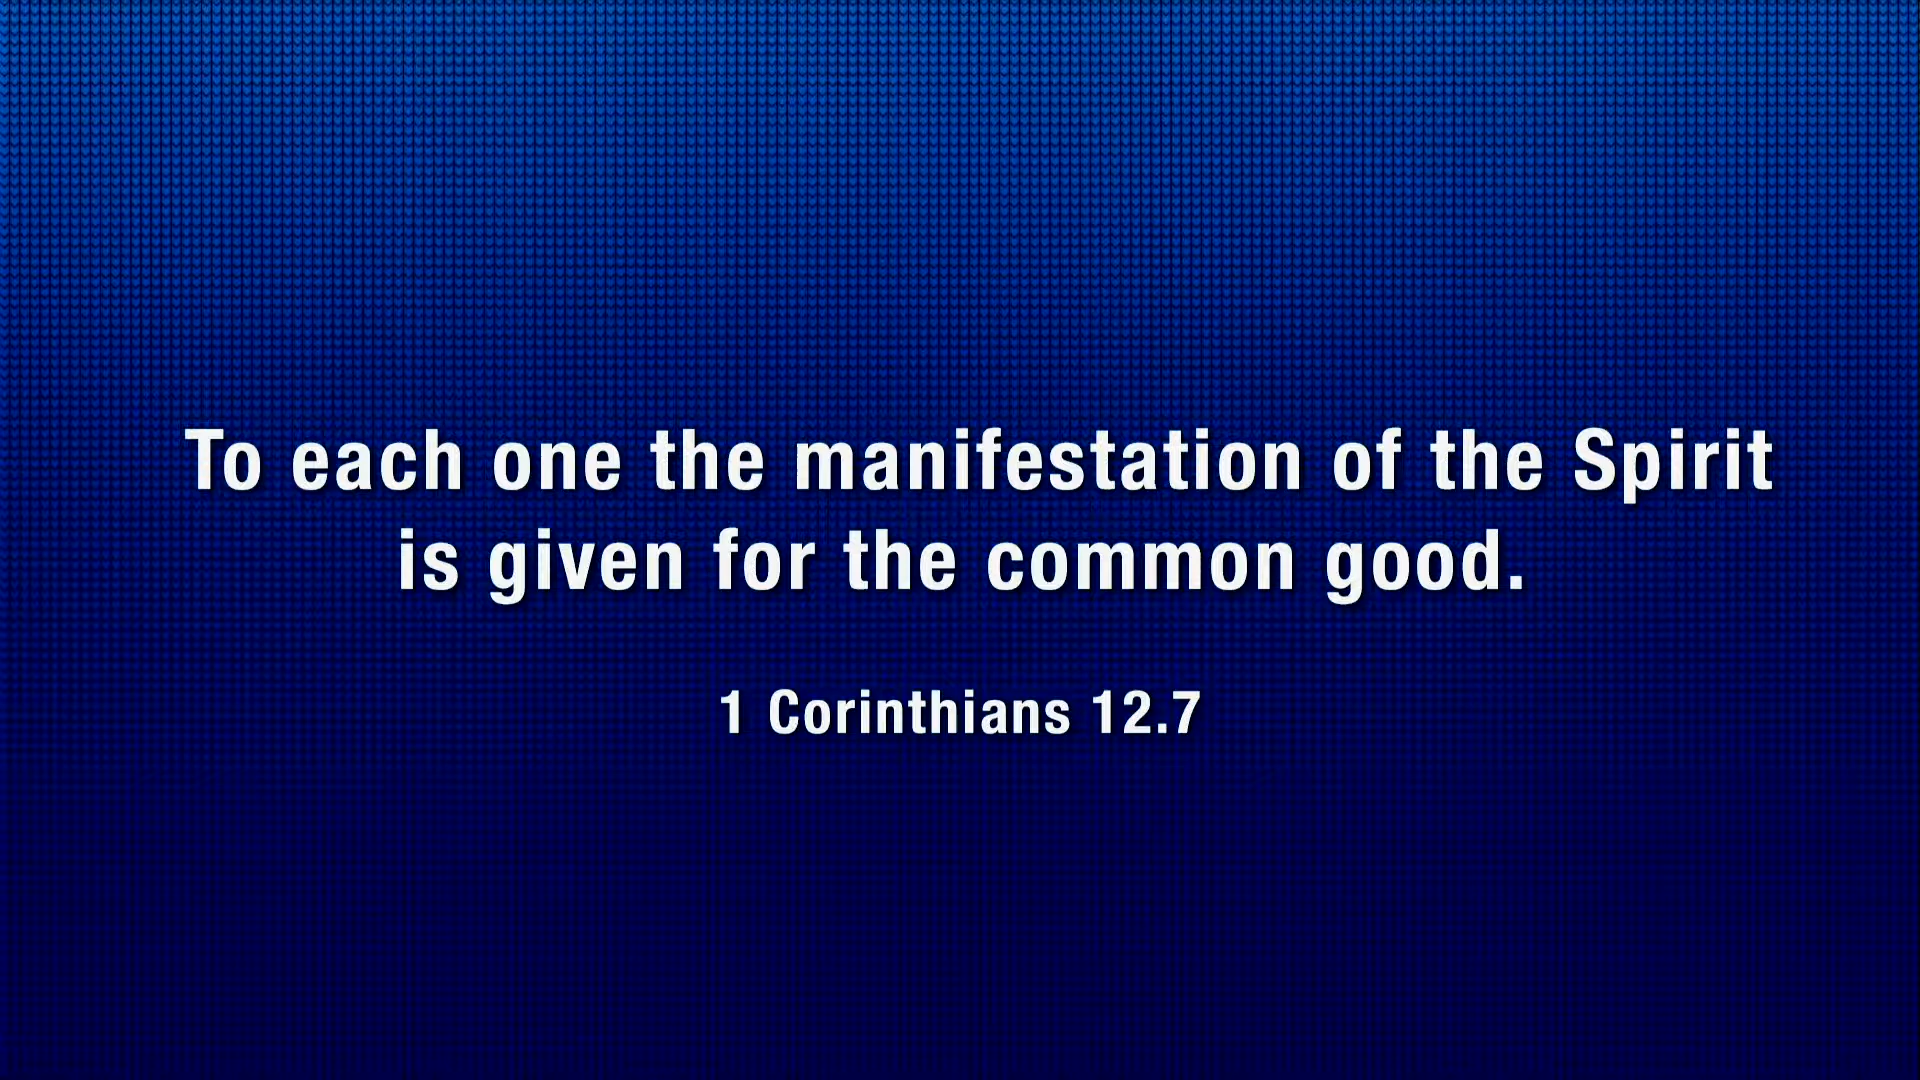 To each one the manifestation of the Spirit
is given for the common good.
1 Corinthians 12.7